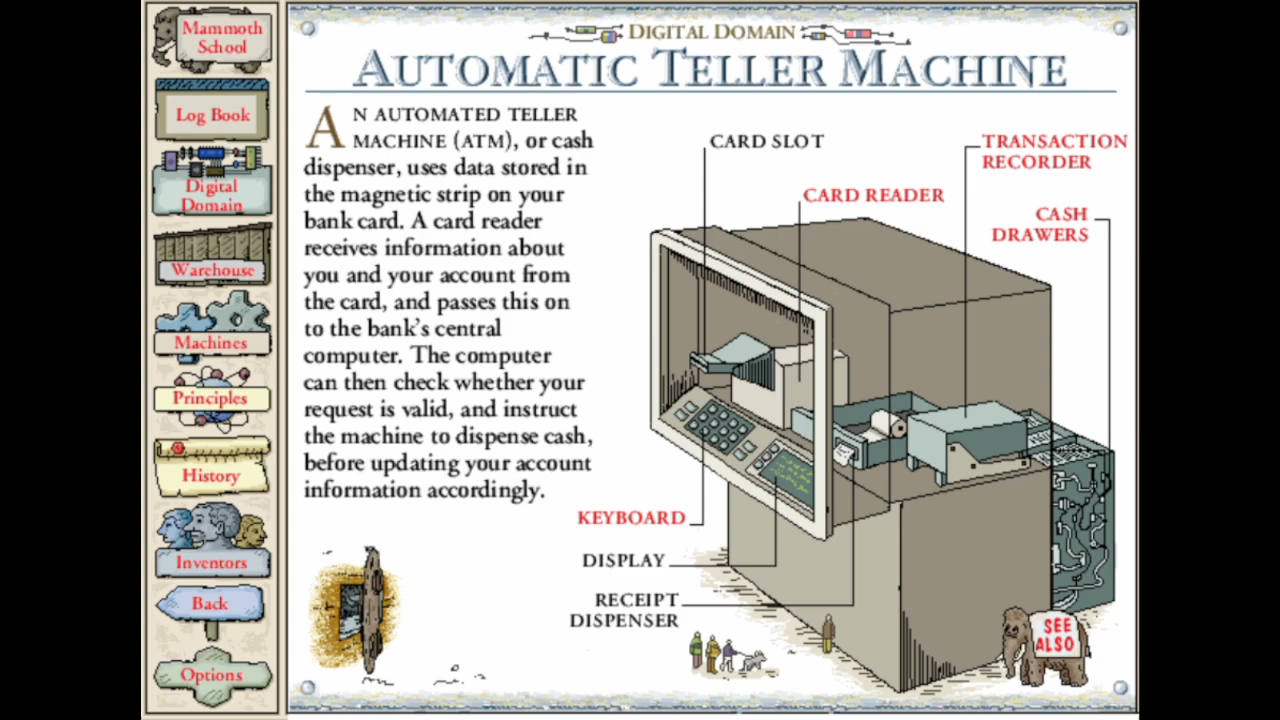 Mammoth
School
Log Book
Digital
Domain
Warehouse
Machines
Principles
History
Inventors
Back
Options
DIGITAL DOMAIN
AUTOMATIC TELLER MACHINE
AN AUTOMATED TELLER
MACHINE (ATM), or cash
dispenser, uses data stored in
the magnetic strip on your
bank card. A card reader
receives information about
you and your account from
the card, and passes this on
to the bank's central
computer. The computer
can then check whether your
request is valid, and instruct
the machine to dispense cash,
before updating your account
information accordingly.
CARD SLOT
TRANSACTION
RECORDER
CARD READER
CASH
DRAWERS
KEYBOARD
DISPLAY
RECEIPT
DISPENSER
SEE
ALSO